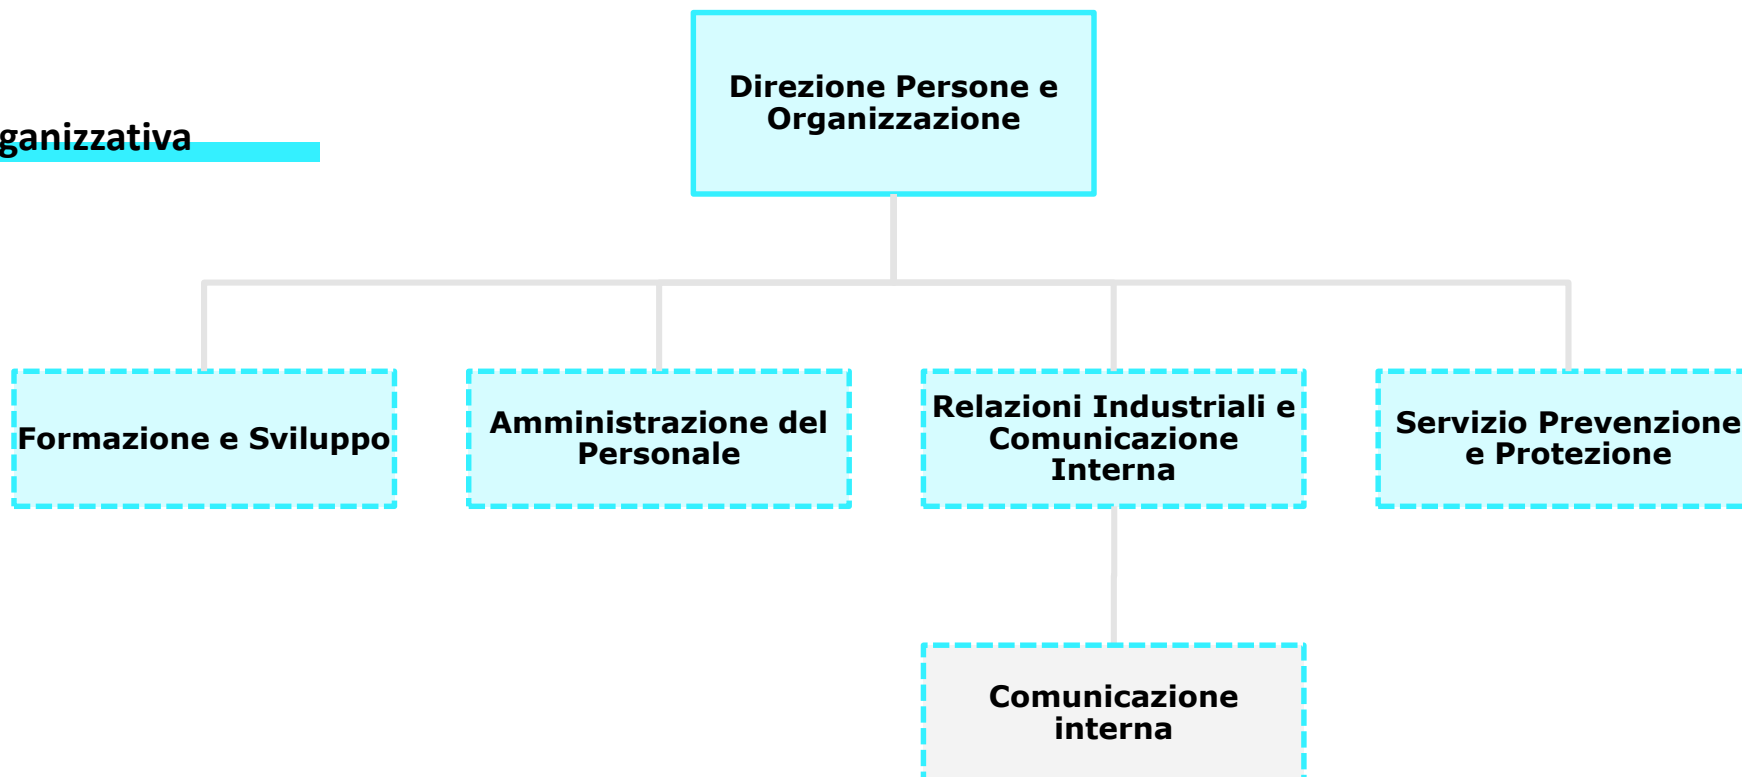 ganizzativa
Direzione Persone e
Organizzazione
Formazione e Sviluppo
Amministrazione del
Personale
Relazioni Industriali e
Comunicazione
Interna
Servizio Prevenzione
e Protezione
Comunicazione
interna